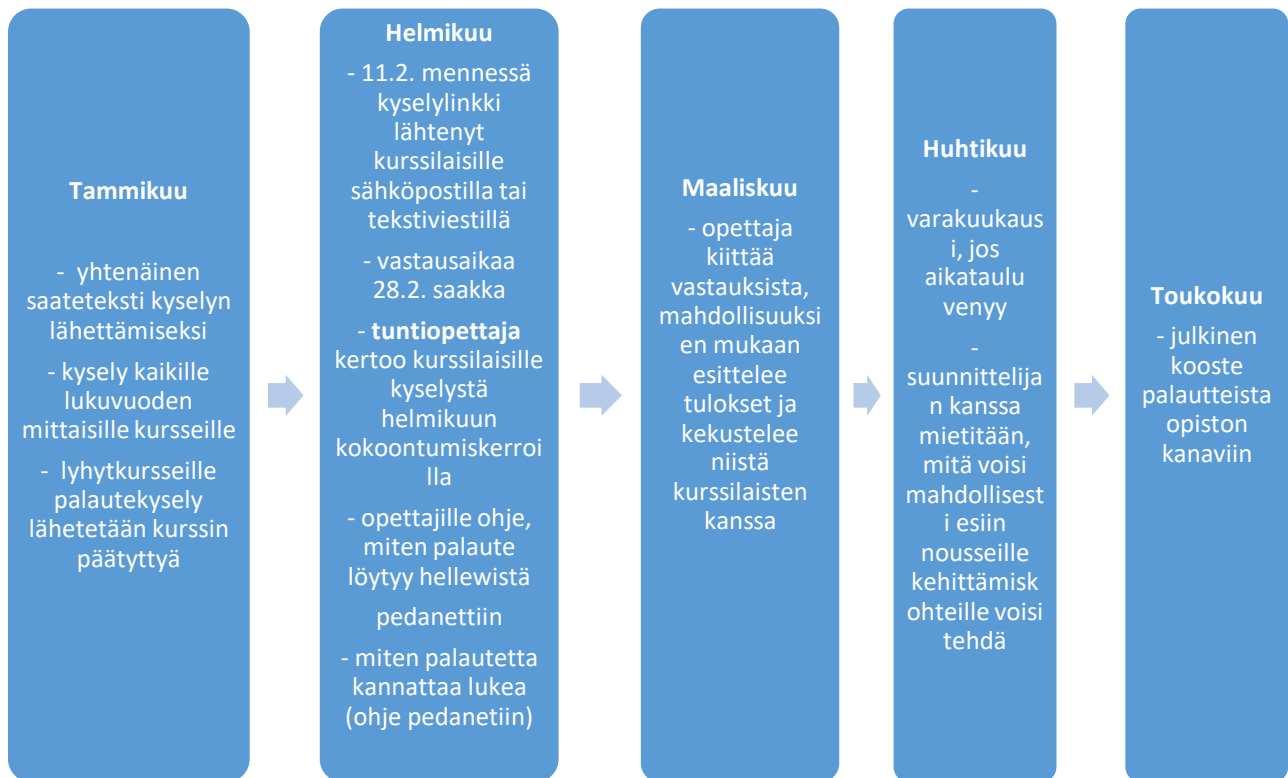 Tammikuu
- yhtenäinen
saateteksti kyselyn
lähettämiseksi
- kysely kaikille
lukuvuoden
mittaisille kursseille
- lyhytkursseille
palautekysely
lähetetään kurssin
päätyttyä
Helmikuu
- 11.2. mennessä
kyselylinkki
lähtenyt
kurssilaisille
sähköpostilla tai
tekstiviestillä
- vastausaikaa
28.2. saakka
- tuntiopettaja
kertoo kurssilaisille
kyselystä
helmikuun
kokoontumiskerroi
lla
- opettajille ohje,
miten palaute
löytyy hellewistä
pedanettiin
- miten palautetta
kannattaa lukea
(ohje pedanetiin)
Maaliskuu
- opettaja
kiittää
vastauksista,
mahdollisuuksi
en mukaan
esittelee
tulokset ja
kekustelee
niistä
kurssilaisten
kanssa
Huhtikuu
-
varakuukaus
i, jos
aikataulu
venyy
-
suunnittelija
n kanssa
mietitään,
mitä voisi
mahdollisest
i esiin
nousseille
kehittämisk
ohteille voisi
tehdä
Toukokuu
- julkinen
kooste
palautteista
opiston
kanaviin